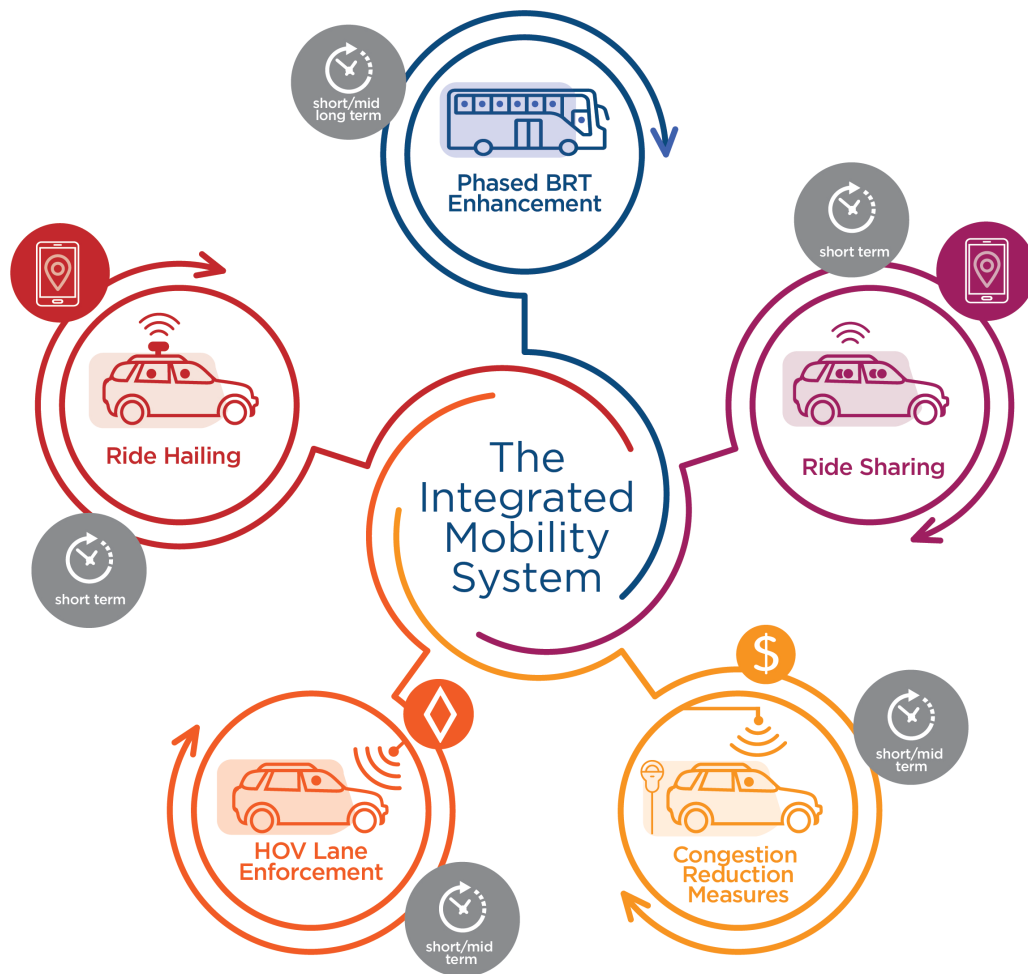 short/mid
long term
Phased BRT
Enhancement
short term
Ride Hailing
Ride Sharing
The
Integrated
Mobility
System
short term
$
short/mid
term
HOV Lane
Enforcement
Congestion
Reduction
Measures
short/mid
term